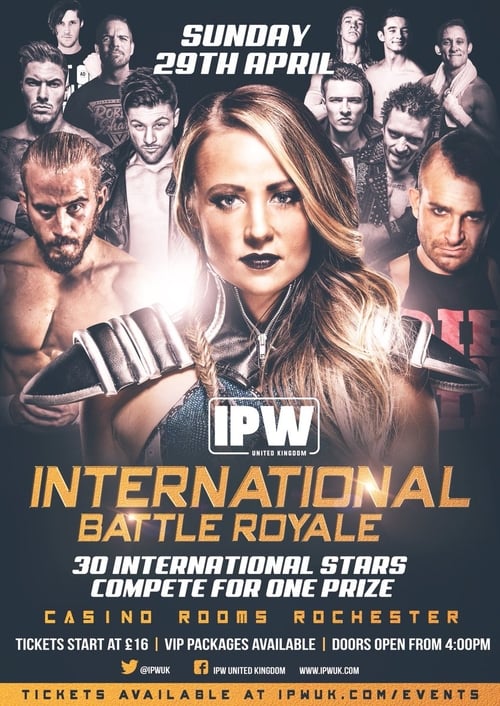 SUNDAY
29TH APRIL
IPW
UNITED KINGDOM
INTERNATIONAL
BATTLE ROYALE
30 INTERNATIONAL STARS
COMPETE FOR ONE PRIZE
CASINO ROOMS ROCHESTER
TICKETS START AT £16 | VIP PACKAGES AVAILABLE | DOORS OPEN FROM 4:00PM
@IPWUK f IPW UNITED KINGDOM WWW.IPWUK.COM
TICKETS AVAILABLE AT IPWUK.COM/EVENTS